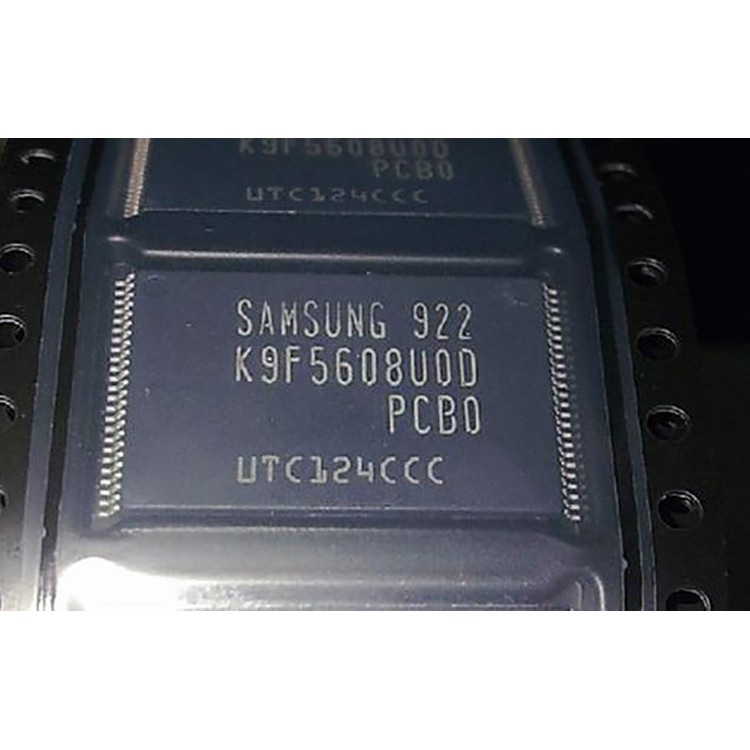 K9F5608U0D
PCB0
UTC124CCC
SAMSUNG 922
K9F5608U0D
PCB0
UTC124CCC